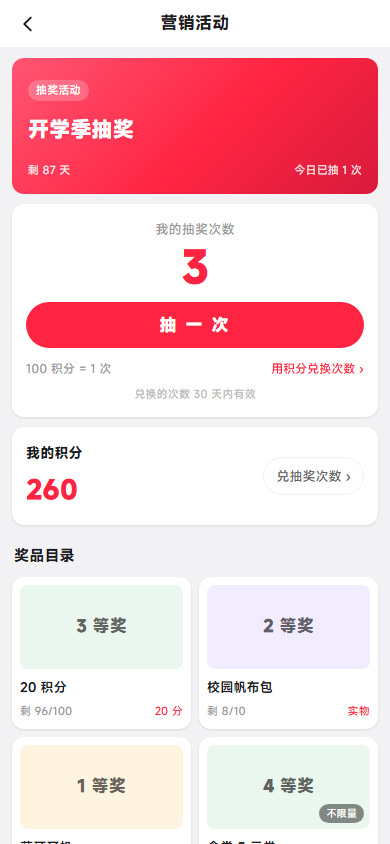 营销活动
抽奖活动
开学季抽奖
剩 87 天
今日已抽 1 次
我的抽奖次数
3
抽 一 次
100 积分 = 1 次
用积分兑换次数 ›
兑换的次数 30 天内有效
我的积分
260
兑抽奖次数 ›
奖品目录
3 等奖
20 积分
剩 96/100
20 分
2 等奖
校园帆布包
剩 8/10
实物
1 等奖
4 等奖
不限量